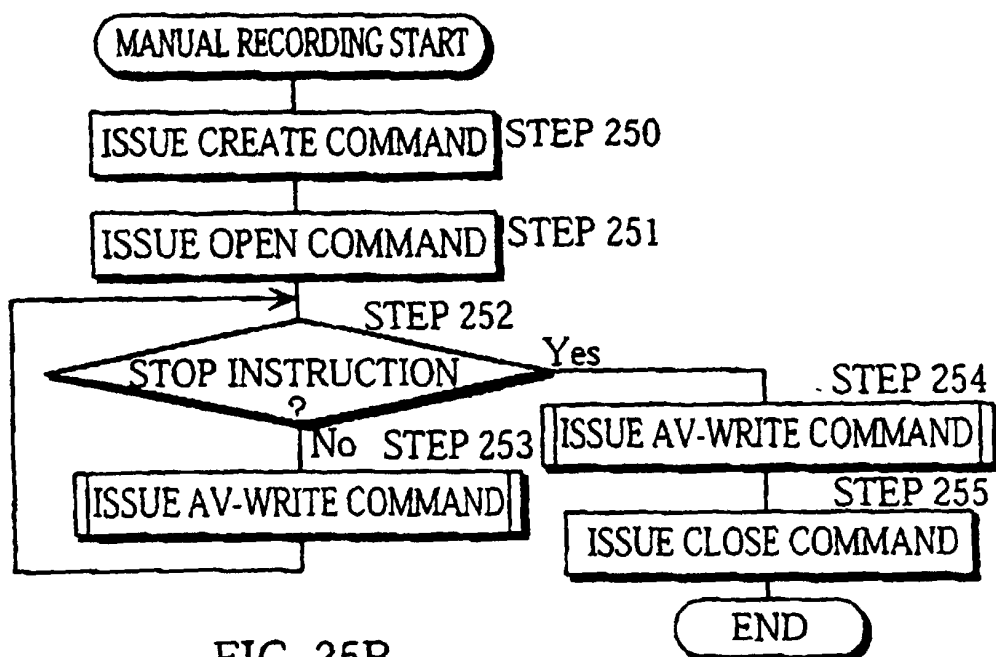 MANUAL RECORDING START
ISSUE CREATE COMMAND
STEP 250
ISSUE OPEN COMMAND
STEP 251
STEP 252
STOP INSTRUCTION
?
Yes
No
STEP 253
ISSUE AV-WRITE COMMAND
STEP 254
ISSUE AV-WRITE COMMAND
STEP 255
ISSUE CLOSE COMMAND
END